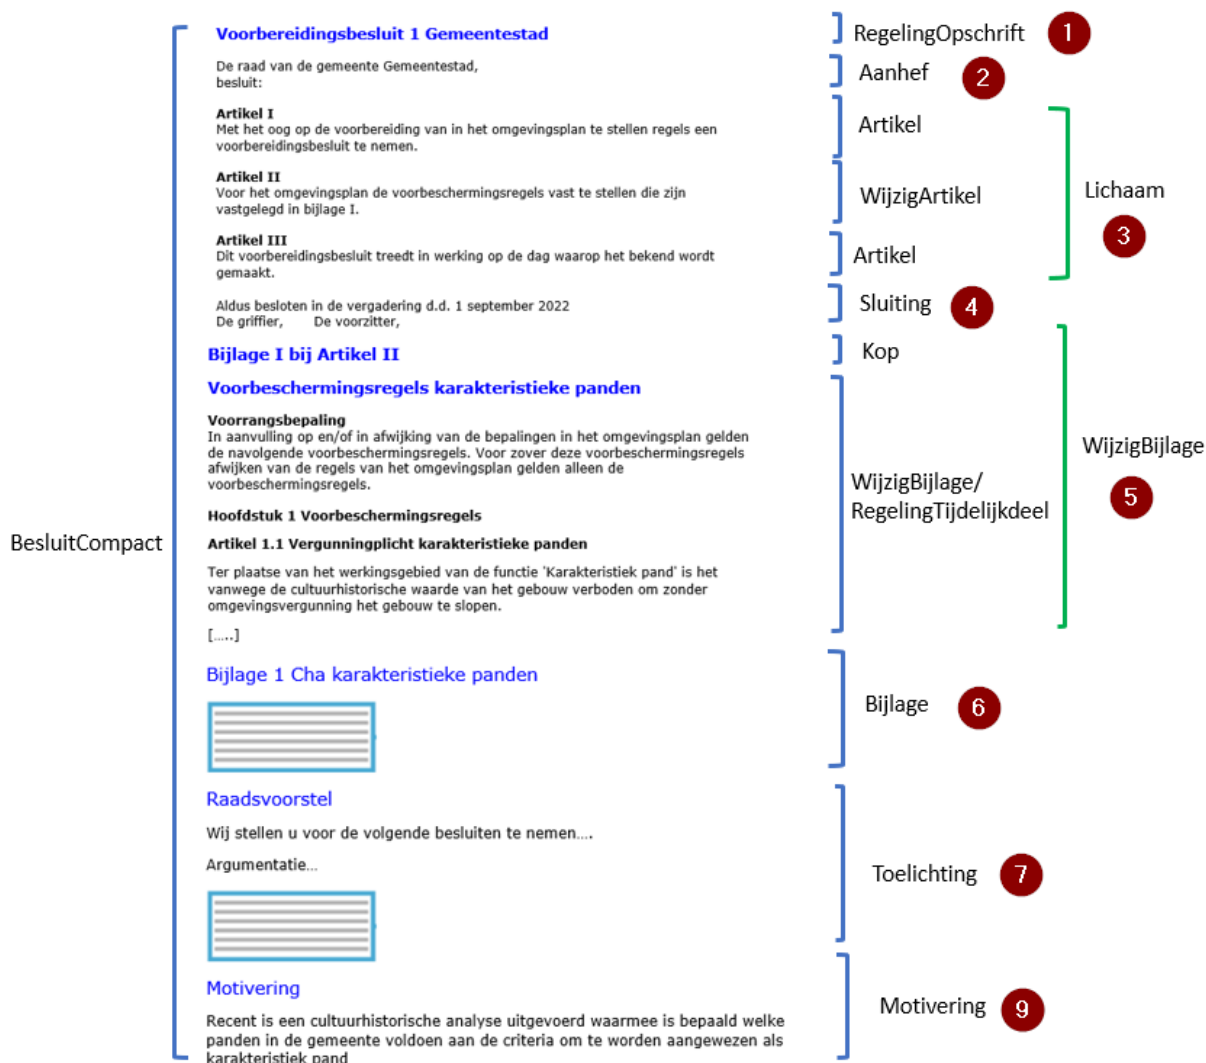 Voorbereidingsbesluit 1 Gemeentestad
RegelingOpschrift 1
De raad van de gemeente Gemeentestad,
besluit:
Aanhef 2
Artikel I
Met het oog op de voorbereiding van in het omgevingsplan te stellen regels een
voorbereidingsbesluit te nemen.
Artikel
Artikel II
Voor het omgevingsplan de voorbeschermingsregels vast te stellen die zijn
vastgelegd in bijlage I.
WijzigArtikel
Lichaam
3
Artikel III
Dit voorbereidingsbesluit treedt in werking op de dag waarop het bekend wordt
gemaakt.
Artikel
Aldus besloten in de vergadering d.d. 1 september 2022
De griffier, De voorzitter,
Sluiting 4
Bijlage I bij Artikel II
Kop
Voorbeschermingsregels karakteristieke panden
Voorrangsbepaling
In aanvulling op en/of in afwijking van de bepalingen in het omgevingsplan gelden
de navolgende voorbeschermingsregels. Voor zover deze voorbeschermingsregels
afwijken van de regels van het omgevingsplan gelden alleen de
voorbeschermingsregels.
WijzigBijlage
5
WijzigBijlage/
RegelingTijdelijkdeel
Hoofdstuk 1 Voorbeschermingsregels
Artikel 1.1 Vergunningplicht karakteristieke panden
BesluitCompact
Ter plaatse van het werkingsgebied van de functie 'Karakteristiek pand' is het
vanwege de cultuurhistorische waarde van het gebouw verboden om zonder
omgevingsvergunning het gebouw te slopen.
[.....]
Bijlage 1 Cha karakteristieke panden
Bijlage 6
Raadsvoorstel
Wij stellen u voor de volgende besluiten te nemen....
Argumentatie...
Toelichting 7
Motivering
Motivering 9
Recent is een cultuurhistorische analyse uitgevoerd waarmee is bepaald welke
panden in de gemeente voldoen aan de criteria om te worden aangewezen als
karakteristiek pand